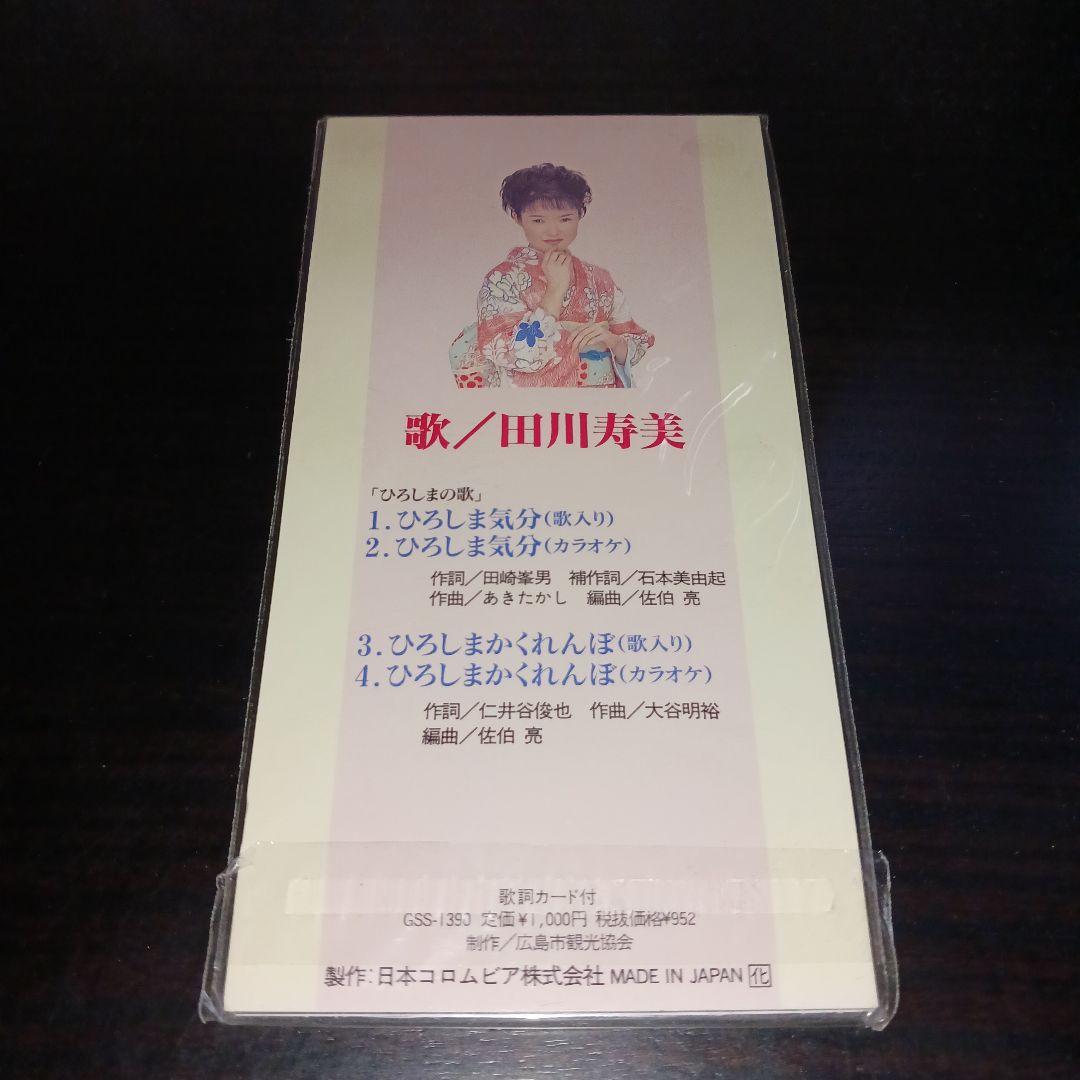 歌／田川寿美
「ひろしまの歌」
1.ひろしま気分(歌入り)
2.ひろしま気分(カラオケ)
作詞／田崎峯男　補作詞／石本美由起
作曲／あきたかし　編曲／佐伯 亮
3.ひろしまかくれんぼ(歌入り)
4.ひろしまかくれんぼ(カラオケ)
作詞／仁井谷俊也　作曲／大谷明裕
編曲／佐伯 亮
歌詞カード付
GSS-1390 定価¥1,000円 税抜価格¥952
制作／広島市観光協会
製作:日本コロムビア株式会社 MADE IN JAPAN 化